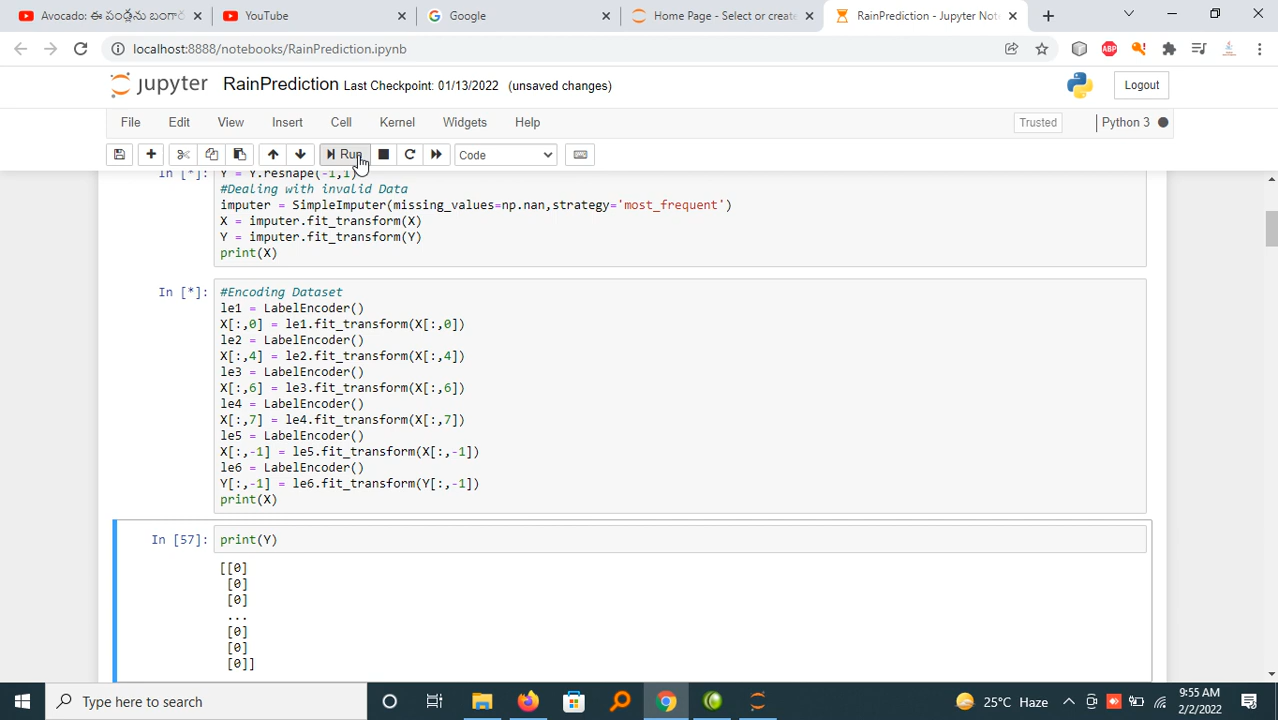 Avocado: ఈ పండ్లను బంగార
YouTube
Google
Home Page - Select or create
RainPrediction - Jupyter Not
localhost:8888/notebooks/RainPrediction.ipynb
ABP
jupyter RainPrediction Last Checkpoint: 01/13/2022 (unsaved changes)
Logout
File Edit View Insert Cell Kernel Widgets Help
Trusted
Python 3
Run
Code
In [*]: Y = Y.reshape(-1,1)
#Dealing with invalid Data
imputer = SimpleImputer(missing_values=np.nan,strategy='most_frequent')
X = imputer.fit_transform(X)
Y = imputer.fit_transform(Y)
print(X)
In [*]: #Encoding Dataset
le1 = LabelEncoder()
X[:,0] = le1.fit_transform(X[:,0])
le2 = LabelEncoder()
X[:,4] = le2.fit_transform(X[:,4])
le3 = LabelEncoder()
X[:,6] = le3.fit_transform(X[:,6])
le4 = LabelEncoder()
X[:,7] = le4.fit_transform(X[:,7])
le5 = LabelEncoder()
X[:,-1] = le5.fit_transform(X[:,-1])
le6 = LabelEncoder()
Y[:,-1] = le6.fit_transform(Y[:,-1])
print(X)
In [57]: print(Y)
[[0]
[0]
[0]
...
[0]
[0]
[0]]
Type here to search
25°C Haze
9:55 AM
2/2/2022